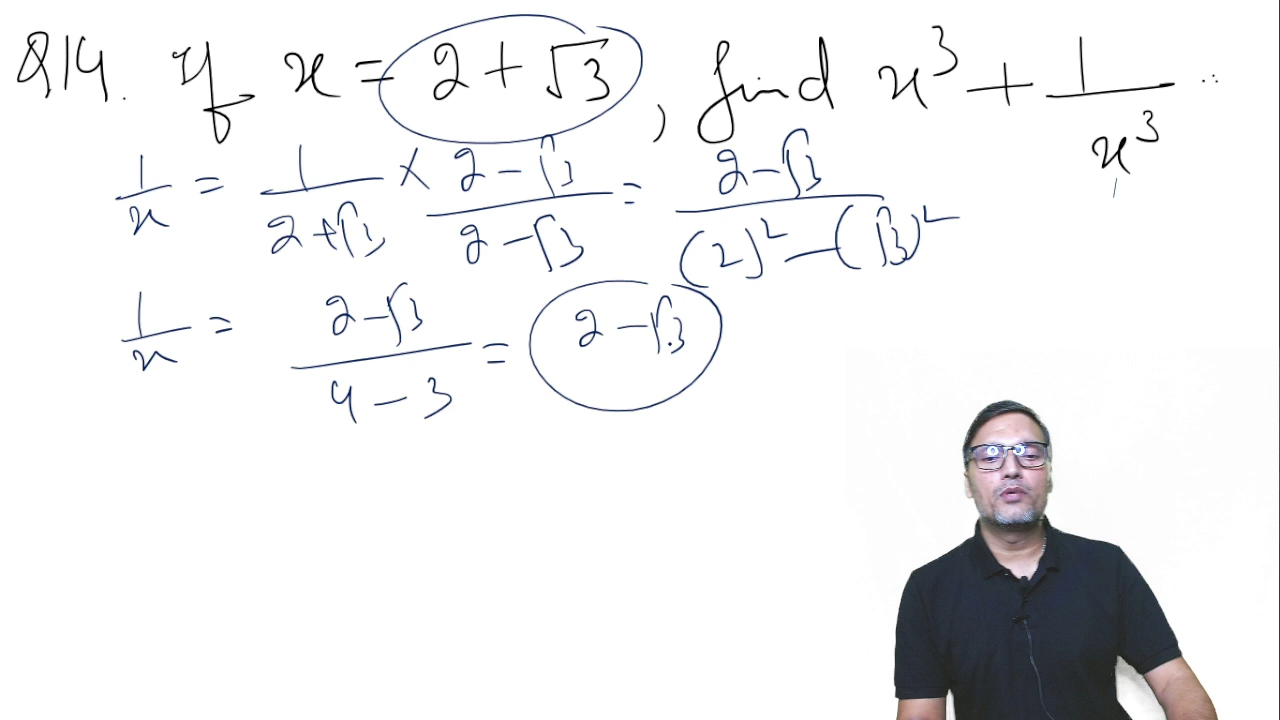 Q14. If x = 2 + √3, find x³ + 1/x³
1/x = 1/(2+√3) × (2-√3)/(2-√3) = (2-√3)/((2)²-(√3)²)
1/x = (2-√3)/(4-3) = 2-√3